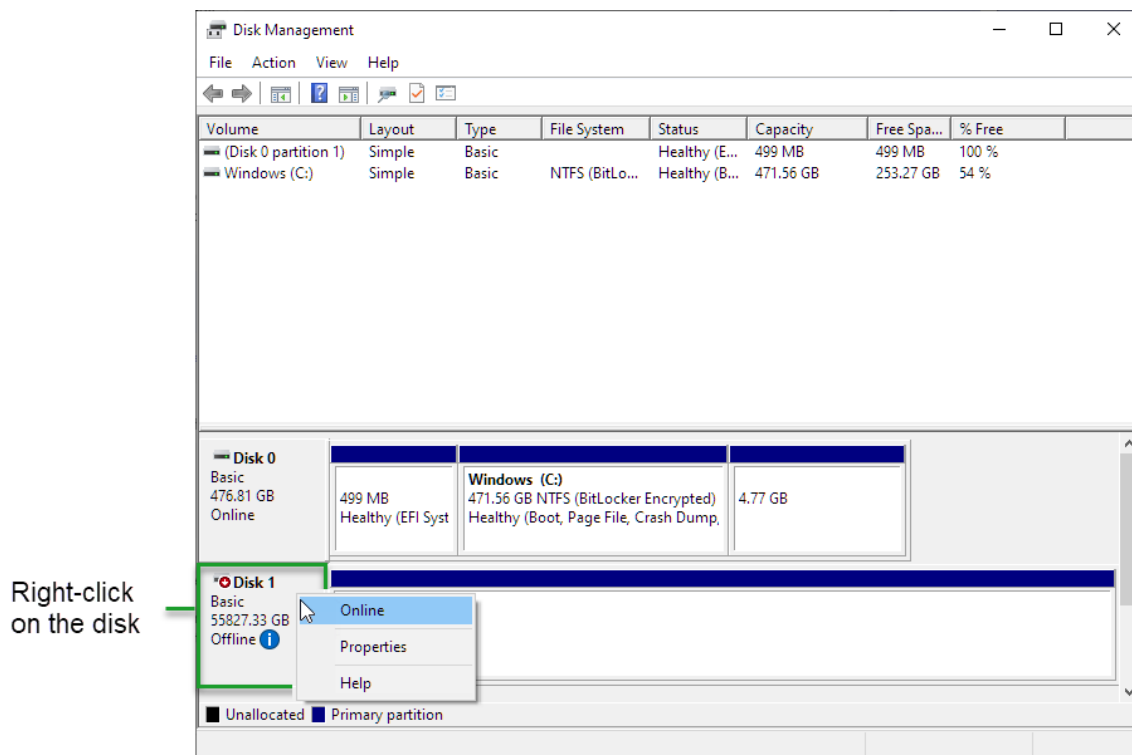 Disk Management
File Action View Help
Volume Layout Type File System Status Capacity Free Spa... % Free
(Disk 0 partition 1) Simple Basic Healthy (E... 499 MB 499 MB 100 %
Windows (C:) Simple Basic NTFS (BitLo... Healthy (B... 471.56 GB 253.27 GB 54 %
Disk 0
Basic
476.81 GB
Online
499 MB
Healthy (EFI Syst
Windows (C:)
471.56 GB NTFS (BitLocker Encrypted)
Healthy (Boot, Page File, Crash Dump,
4.77 GB
Right-click
on the disk
Disk 1
Basic
55827.33 GB
Offline
Online
Properties
Help
Unallocated Primary partition